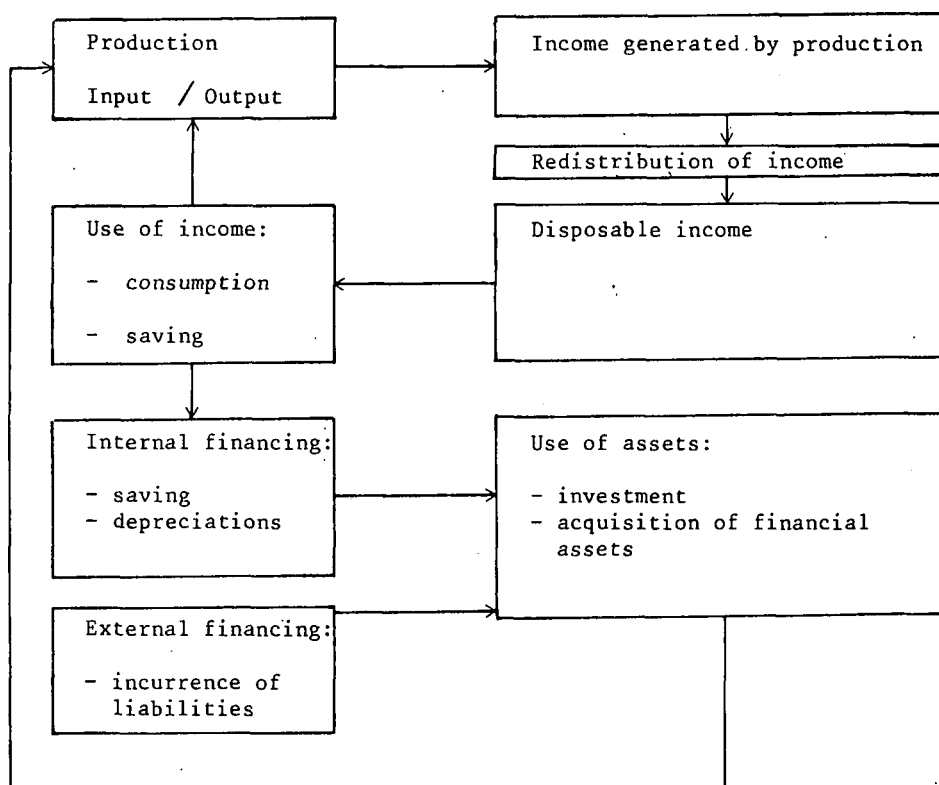 Production
Input / Output
Income generated by production
Redistribution of income
Use of income:
- consumption
- saving
Disposable income
Internal financing:
- saving
- depreciations
Use of assets:
- investment
- acquisition of financial
assets
External financing:
- incurrence of
liabilities